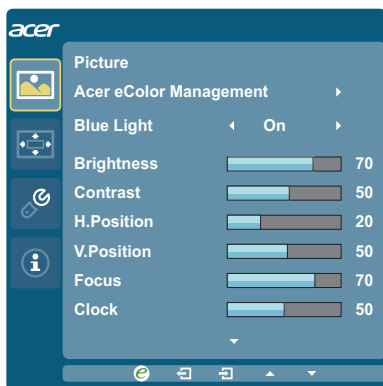 acer
Picture
Acer eColor Management
Blue Light On
Brightness 70
Contrast 50
H.Position 20
V.Position 50
Focus 70
Clock 50
e